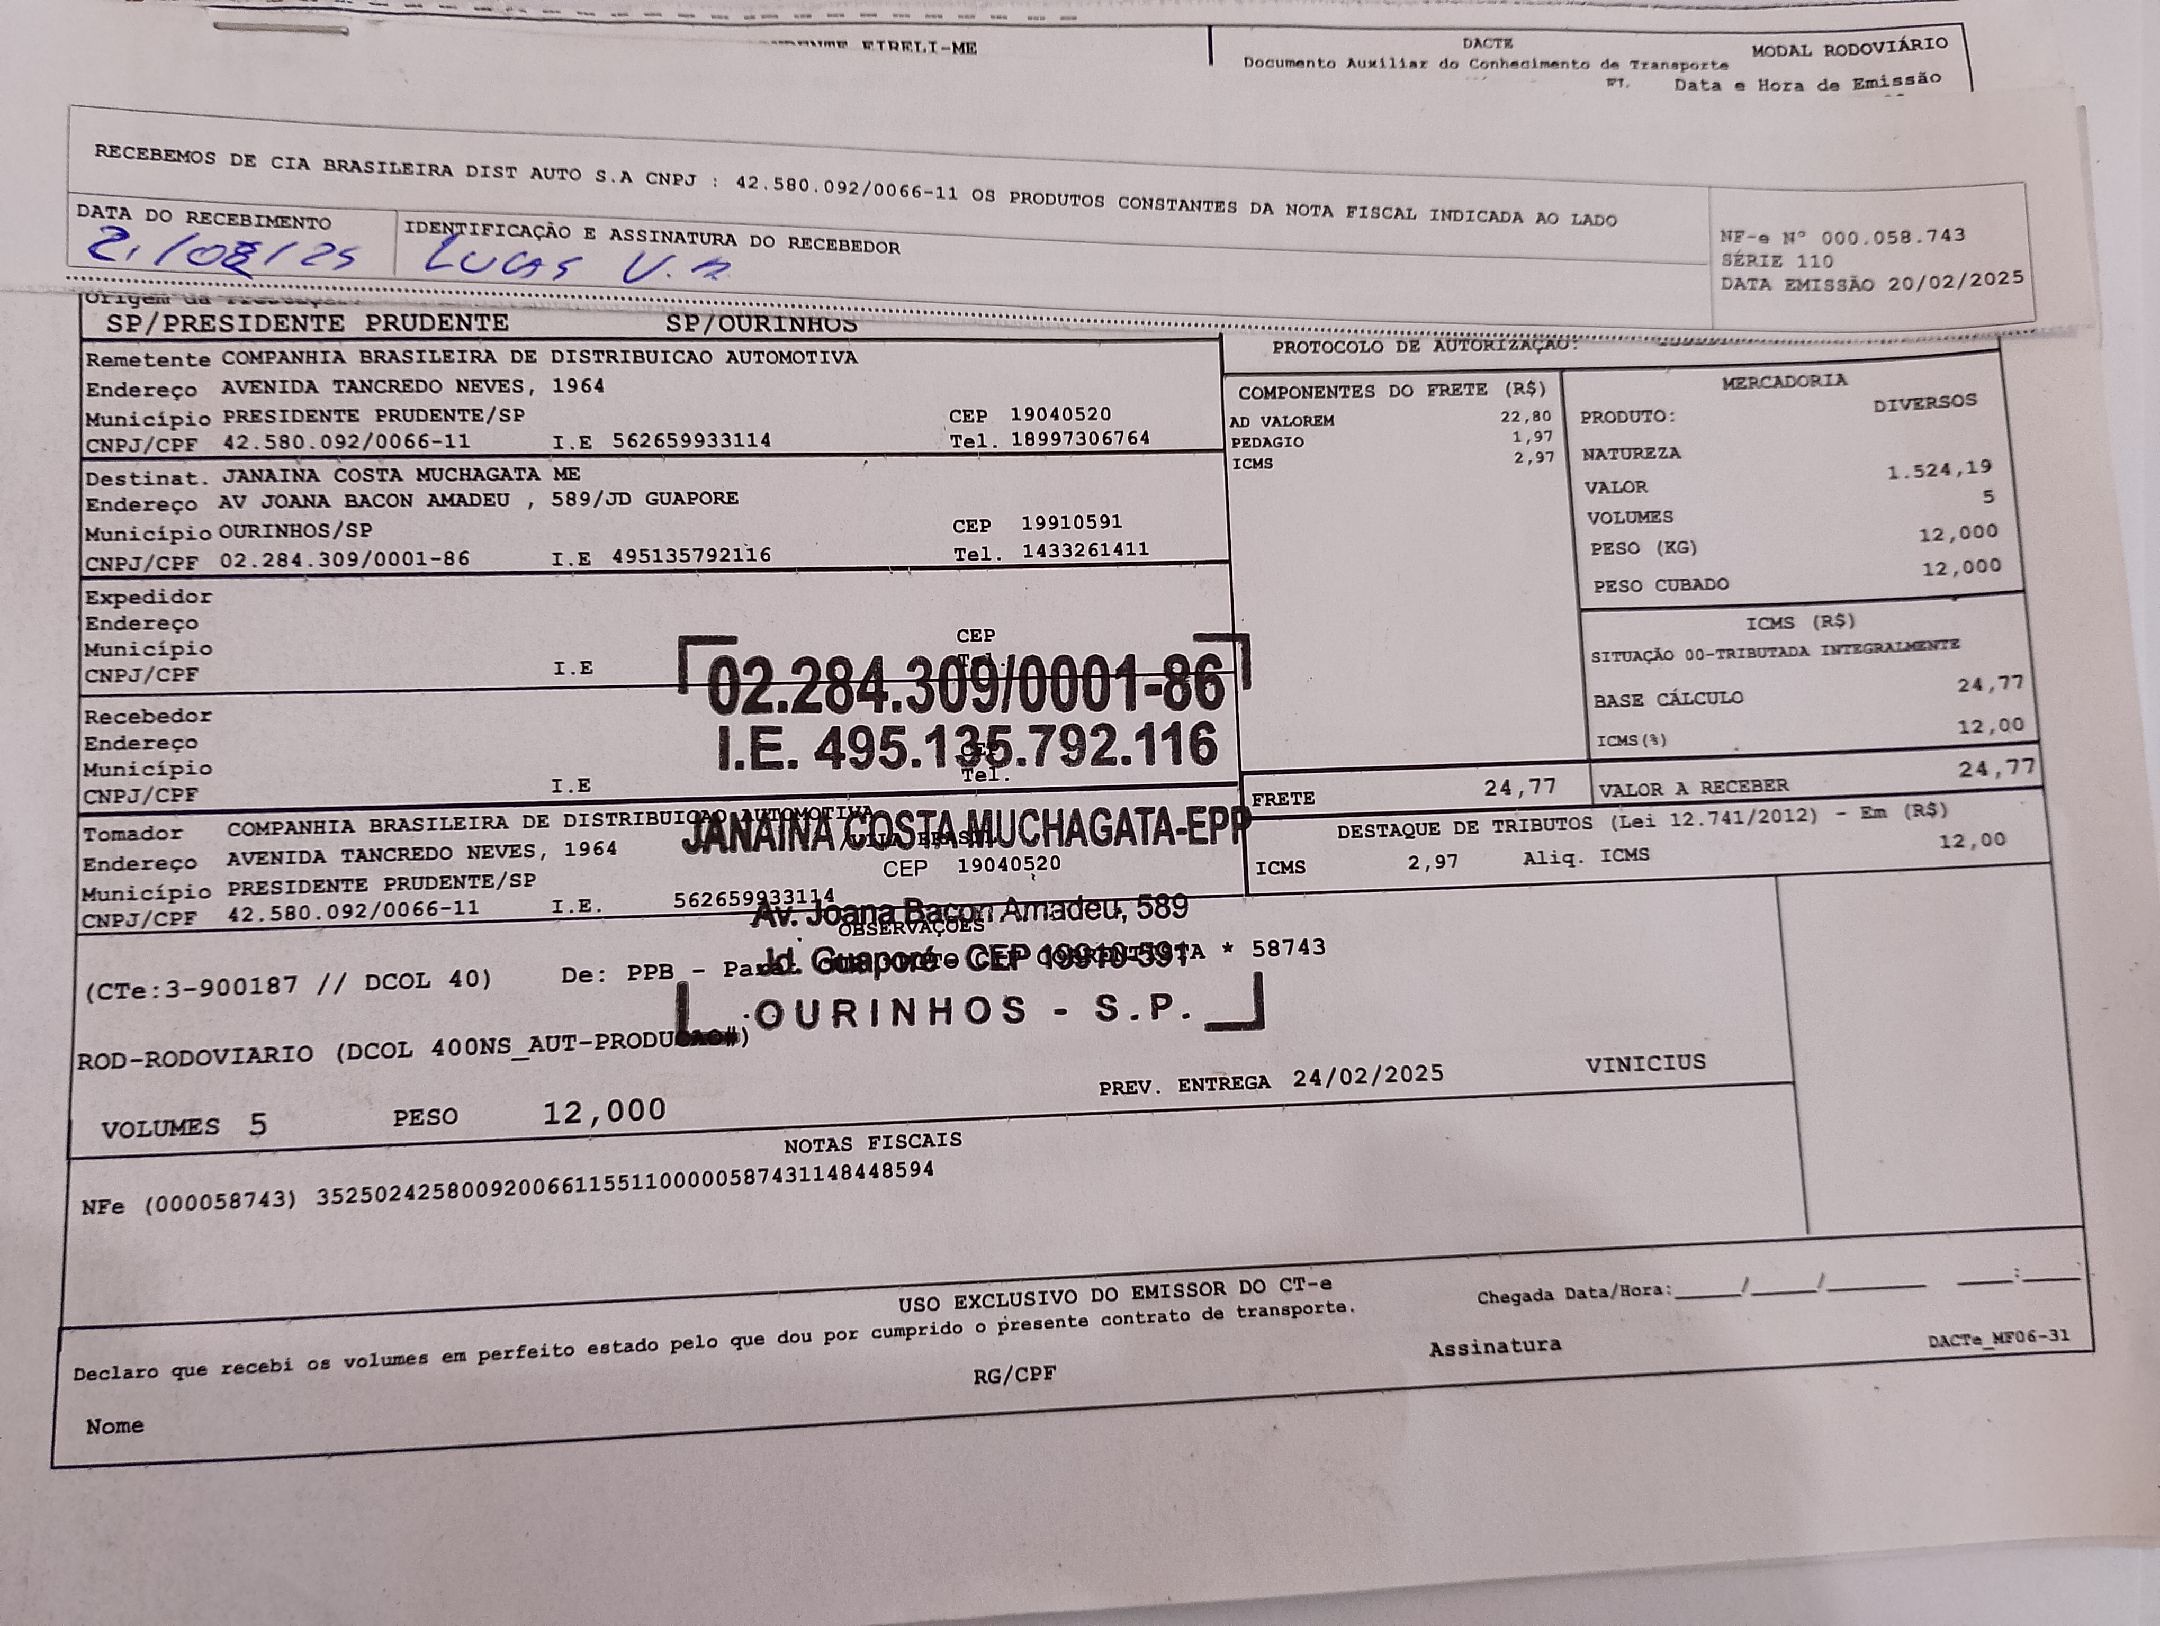 EIRELI-ME
DACTE
MODAL RODOVIÁRIO
Documento Auxiliar do Conhecimento de Transporte
Data e Hora de Emissão
RECEBEMOS DE CIA BRASILEIRA DIST AUTO S.A CNPJ : 42.580.092/0066-11 OS PRODUTOS CONSTANTES DA NOTA FISCAL INDICADA AO LADO
DATA DO RECEBIMENTO
IDENTIFICAÇÃO E ASSINATURA DO RECEBEDOR
LUCAS
NF-e Nº 000.058.743
SÉRIE 110
DATA EMISSÃO 20/02/2025
SP/PRESIDENTE PRUDENTE SP/OURINHOS
Remetente COMPANHIA BRASILEIRA DE DISTRIBUICAO AUTOMOTIVA
Endereço AVENIDA TANCREDO NEVES, 1964
Município PRESIDENTE PRUDENTE/SP CEP 19040520
CNPJ/CPF 42.580.092/0066-11 I.E 562659933114 Tel. 18997306764
Destinat. JANAINA COSTA MUCHAGATA ME
Endereço AV JOANA BACON AMADEU , 589/JD GUAPORE
Município OURINHOS/SP CEP 19910591
CNPJ/CPF 02.284.309/0001-86 I.E 495135792116 Tel. 1433261411
Expedidor
Endereço
Município CEP
CNPJ/CPF I.E Tel.
Recebedor
Endereço
Município CEP
CNPJ/CPF I.E Tel.
Tomador COMPANHIA BRASILEIRA DE DISTRIBUICAO AUTOMOTIVA
Endereço AVENIDA TANCREDO NEVES, 1964
Município PRESIDENTE PRUDENTE/SP CEP 19040520
CNPJ/CPF 42.580.092/0066-11 I.E. 562659933114
02.284.309/0001-86
I.E. 495.135.792.116
JANAINA COSTA MUCHAGATA-EPP
Av. Joana Bacon Amadeu, 589
Jd. Guaporé - CEP 19910-591
OURINHOS - S.P.
PROTOCOLO DE AUTORIZAÇÃO:
COMPONENTES DO FRETE (R$)
AD VALOREM 22,80
PEDAGIO 1,97
ICMS 2,97
MERCADORIA
PRODUTO: DIVERSOS
NATUREZA
VALOR 1.524,19
VOLUMES 5
PESO (KG) 12,000
PESO CUBADO 12,000
ICMS (R$)
SITUAÇÃO 00-TRIBUTADA INTEGRALMENTE
BASE CÁLCULO 24,77
ICMS(%) 12,00
FRETE 24,77 VALOR A RECEBER 24,77
DESTAQUE DE TRIBUTOS (Lei 12.741/2012) - Em (R$)
ICMS 2,97 Aliq. ICMS 12,00
OBSERVAÇÕES
(CTe:3-900187 // DCOL 40) De: PPB - Para: * 58743
ROD-RODOVIARIO (DCOL 400NS_AUT-PRODUCAO#)
VOLUMES 5 PESO 12,000 PREV. ENTREGA 24/02/2025 VINICIUS
NOTAS FISCAIS
NFe (000058743) 35250242580092006611551100000587431148448594
USO EXCLUSIVO DO EMISSOR DO CT-e
Declaro que recebi os volumes em perfeito estado pelo que dou por cumprido o presente contrato de transporte.
Chegada Data/Hora:_____/_____/________ ____:____
Nome RG/CPF Assinatura
DACTe_MF06-31